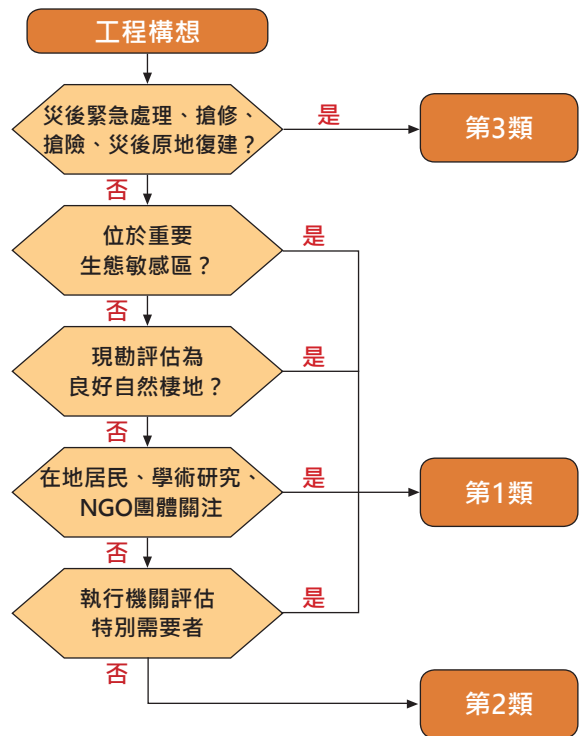 工程構想
災後緊急處理、搶修、
搶險、災後原地復建？
是
第3類
否
位於重要
生態敏感區？
是
否
現勘評估為
良好自然棲地？
是
否
在地居民、學術研究、
NGO團體關注
是
第1類
否
執行機關評估
特別需要者
是
否
第2類